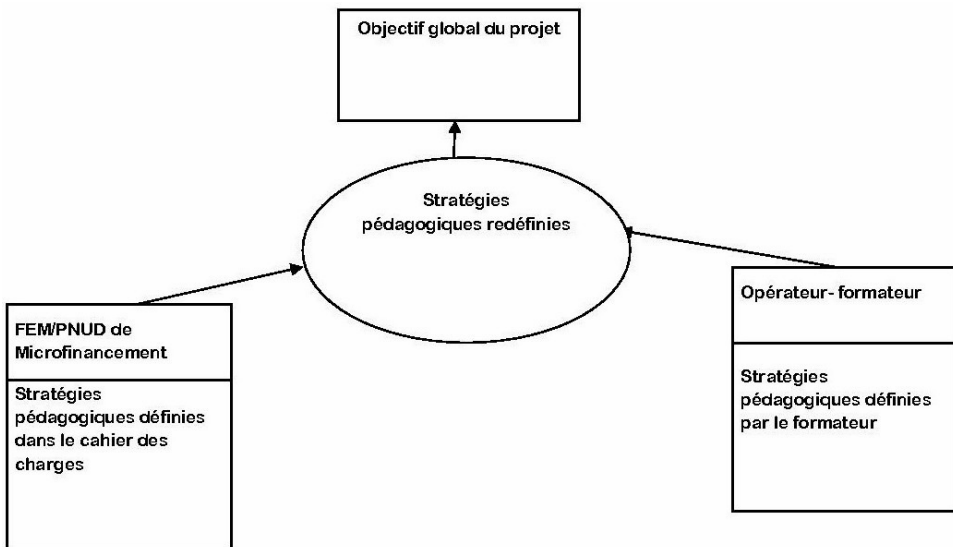 Objectif global du projet
Stratégies
pédagogiques redéfinies
FEM/PNUD de
Microfinancement
Stratégies
pédagogiques définies
dans le cahier des
charges
Opérateur- formateur
Stratégies
pédagogiques définies
par le formateur